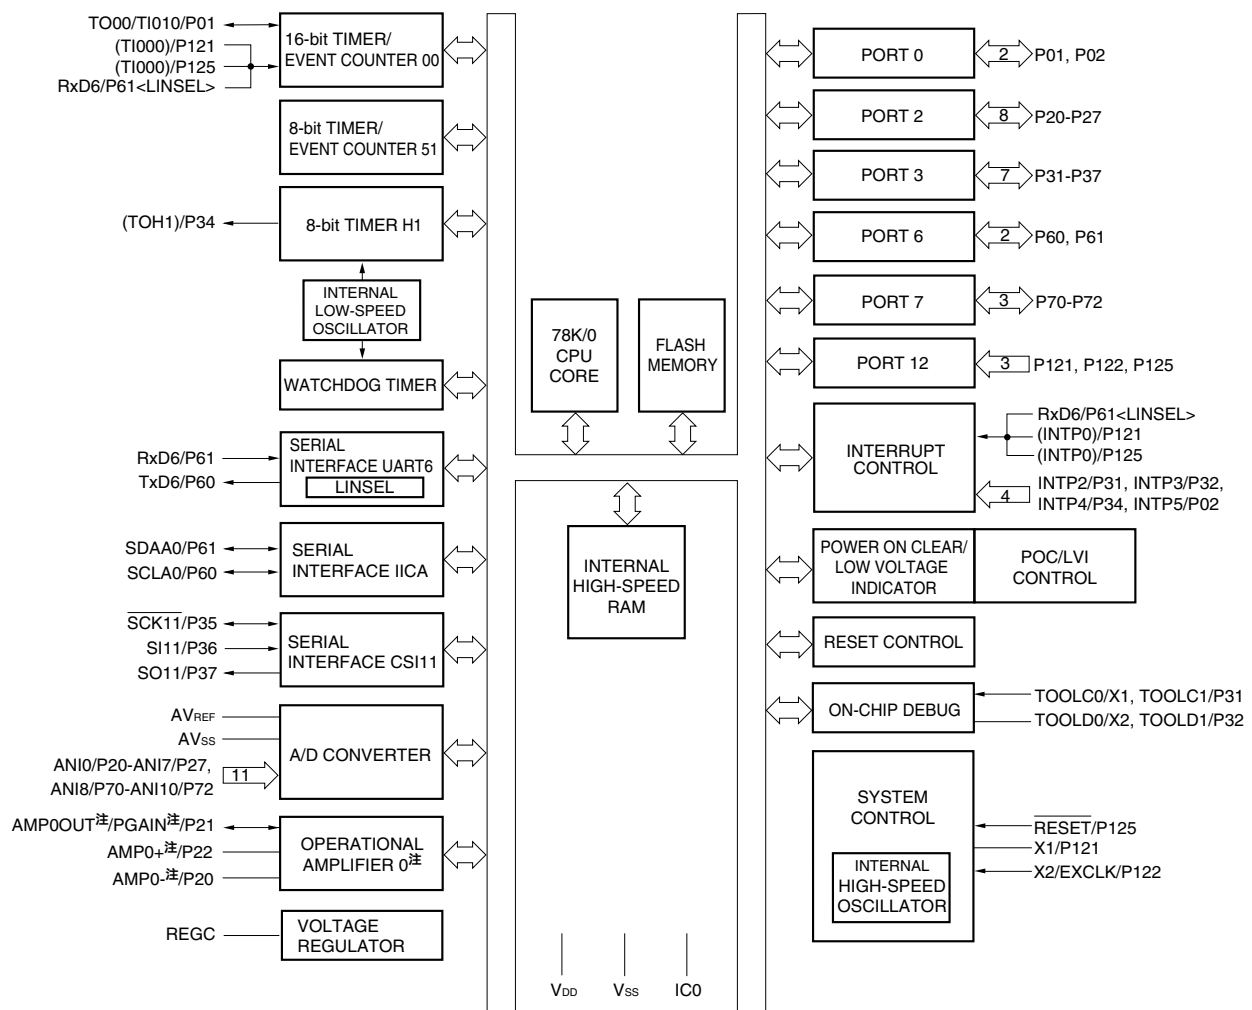 TO00/TI010/P01
(TI000)/P121
(TI000)/P125
RxD6/P61<LINSEL>
16-bit TIMER/
EVENT COUNTER 00
8-bit TIMER/
EVENT COUNTER 51
(TOH1)/P34
8-bit TIMER H1
INTERNAL
LOW-SPEED
OSCILLATOR
WATCHDOG TIMER
RxD6/P61
TxD6/P60
SERIAL
INTERFACE UART6
LINSEL
SDAA0/P61
SCLA0/P60
SERIAL
INTERFACE IICA
SCK11/P35
SI11/P36
SO11/P37
SERIAL
INTERFACE CSI11
AVREF
AVSS
ANI0/P20-ANI7/P27,
ANI8/P70-ANI10/P72
11
A/D CONVERTER
AMP0OUT注/PGAIN注/P21
AMP0+注/P22
AMP0-注/P20
OPERATIONAL
AMPLIFIER 0注
REGC
VOLTAGE
REGULATOR
78K/0
CPU
CORE
FLASH
MEMORY
INTERNAL
HIGH-SPEED
RAM
VDD
VSS
IC0
PORT 0
2
P01, P02
PORT 2
8
P20-P27
PORT 3
7
P31-P37
PORT 6
2
P60, P61
PORT 7
3
P70-P72
PORT 12
3
P121, P122, P125
INTERRUPT
CONTROL
RxD6/P61<LINSEL>
(INTP0)/P121
(INTP0)/P125
4
INTP2/P31, INTP3/P32,
INTP4/P34, INTP5/P02
POWER ON CLEAR/
LOW VOLTAGE
INDICATOR
POC/LVI
CONTROL
RESET CONTROL
ON-CHIP DEBUG
TOOLC0/X1, TOOLC1/P31
TOOLD0/X2, TOOLD1/P32
SYSTEM
CONTROL
INTERNAL
HIGH-SPEED
OSCILLATOR
RESET/P125
X1/P121
X2/EXCLK/P122